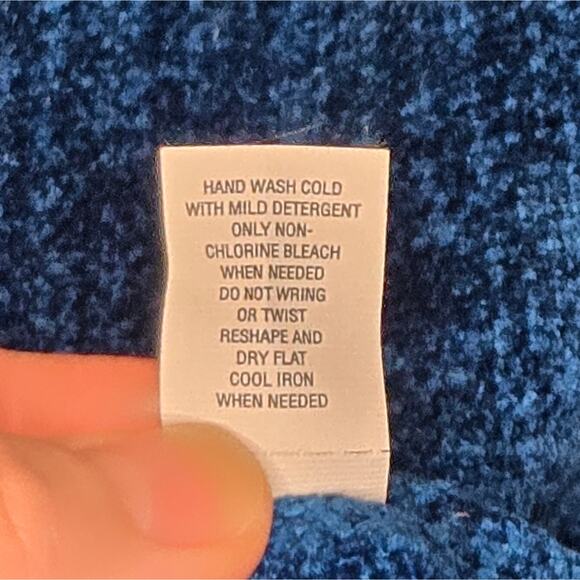 HAND WASH COLD
WITH MILD DETERGENT
ONLY NON-
CHLORINE BLEACH
WHEN NEEDED
DO NOT WRING
OR TWIST
RESHAPE AND
DRY FLAT
COOL IRON
WHEN NEEDED